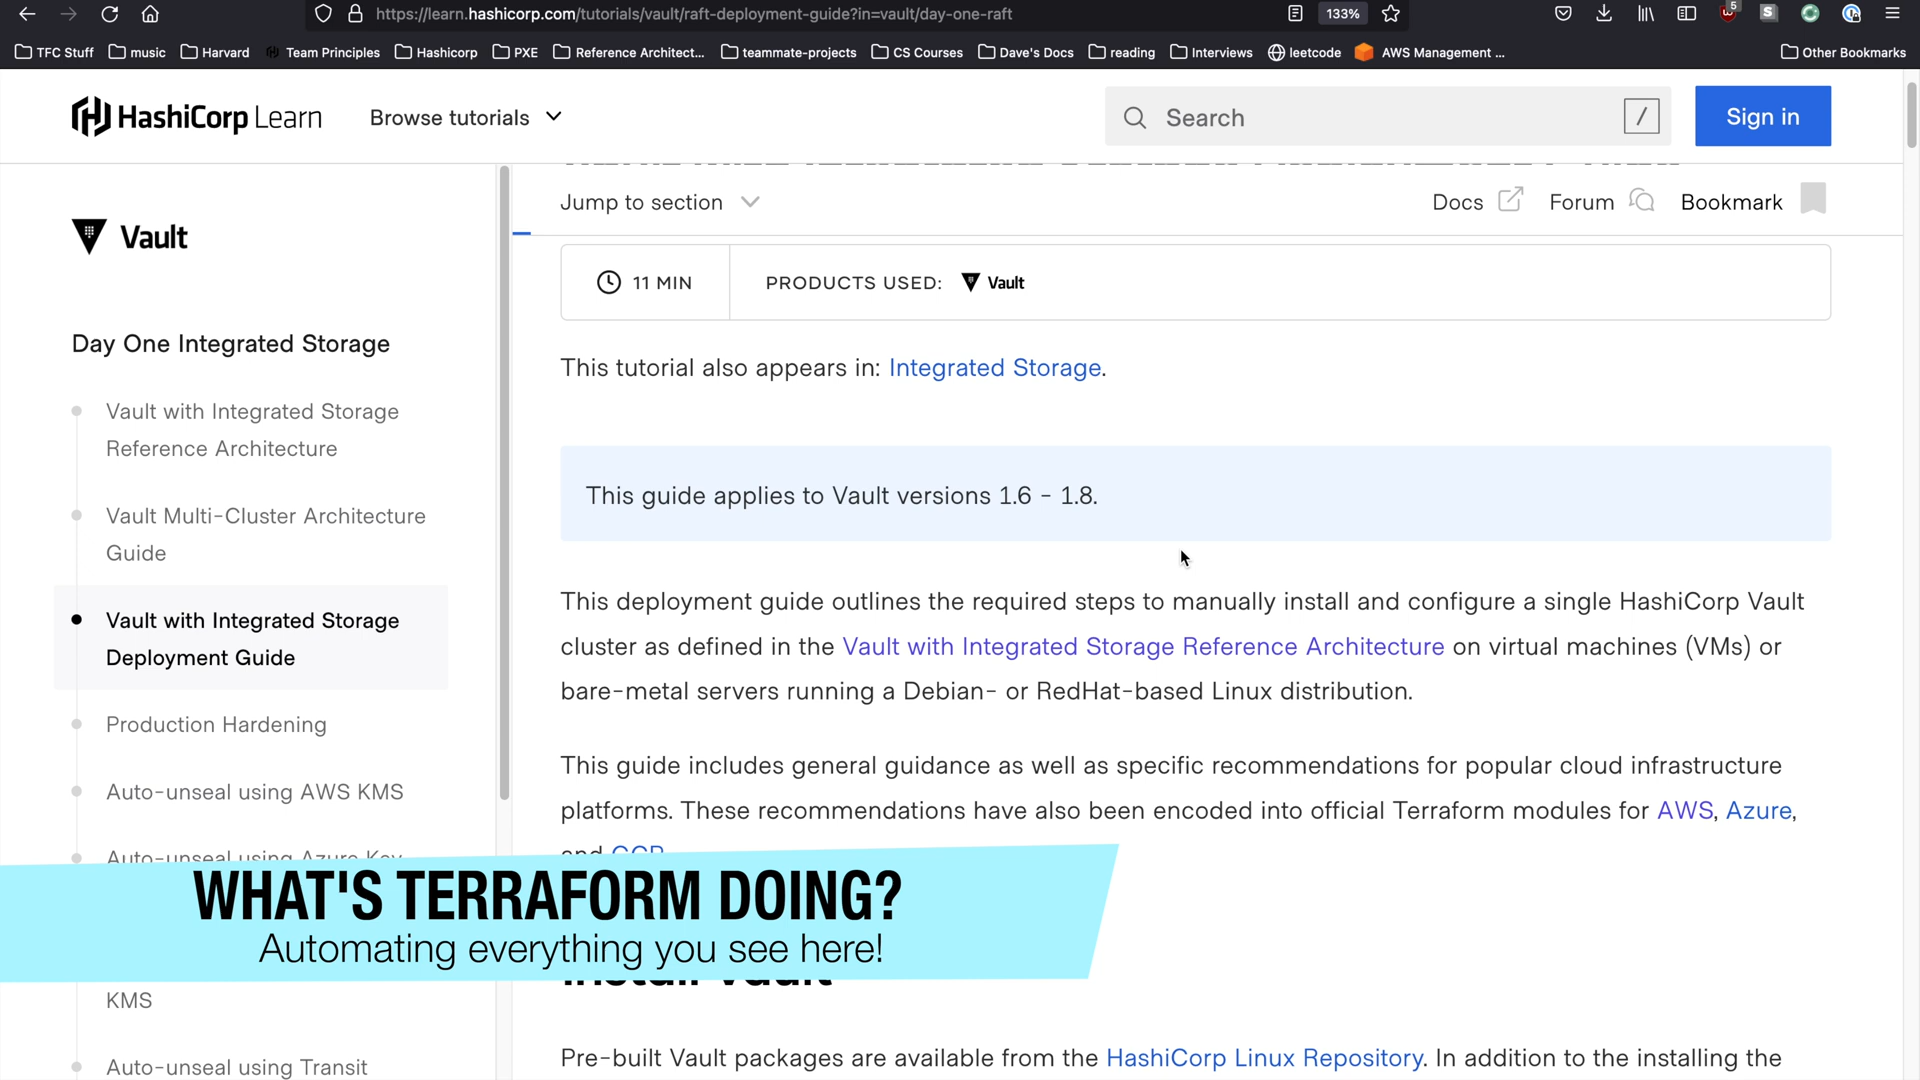 https://learn.hashicorp.com/tutorials/vault/raft-deployment-guide?in=vault/day-one-raft
133%
5
TFC Stuff
music
Harvard
Team Principles
Hashicorp
PXE
Reference Architect...
teammate-projects
CS Courses
Dave's Docs
reading
Interviews
leetcode
AWS Management ...
Other Bookmarks
HashiCorp Learn
Browse tutorials
Search
/
Sign in
Jump to section
Docs
Forum
Bookmark
Vault
11 MIN
PRODUCTS USED:
Vault
Day One Integrated Storage
This tutorial also appears in: Integrated Storage.
Vault with Integrated Storage
Reference Architecture
This guide applies to Vault versions 1.6 - 1.8.
Vault Multi-Cluster Architecture
Guide
Vault with Integrated Storage
Deployment Guide
This deployment guide outlines the required steps to manually install and configure a single HashiCorp Vault
cluster as defined in the Vault with Integrated Storage Reference Architecture on virtual machines (VMs) or
bare-metal servers running a Debian- or RedHat-based Linux distribution.
Production Hardening
This guide includes general guidance as well as specific recommendations for popular cloud infrastructure
platforms. These recommendations have also been encoded into official Terraform modules for AWS, Azure,
and GCP
Auto-unseal using AWS KMS
Auto-unseal using Azure Key
WHAT'S TERRAFORM DOING?
Automating everything you see here!
Install Vault
KMS
Pre-built Vault packages are available from the HashiCorp Linux Repository. In addition to the installing the
Auto-unseal using Transit